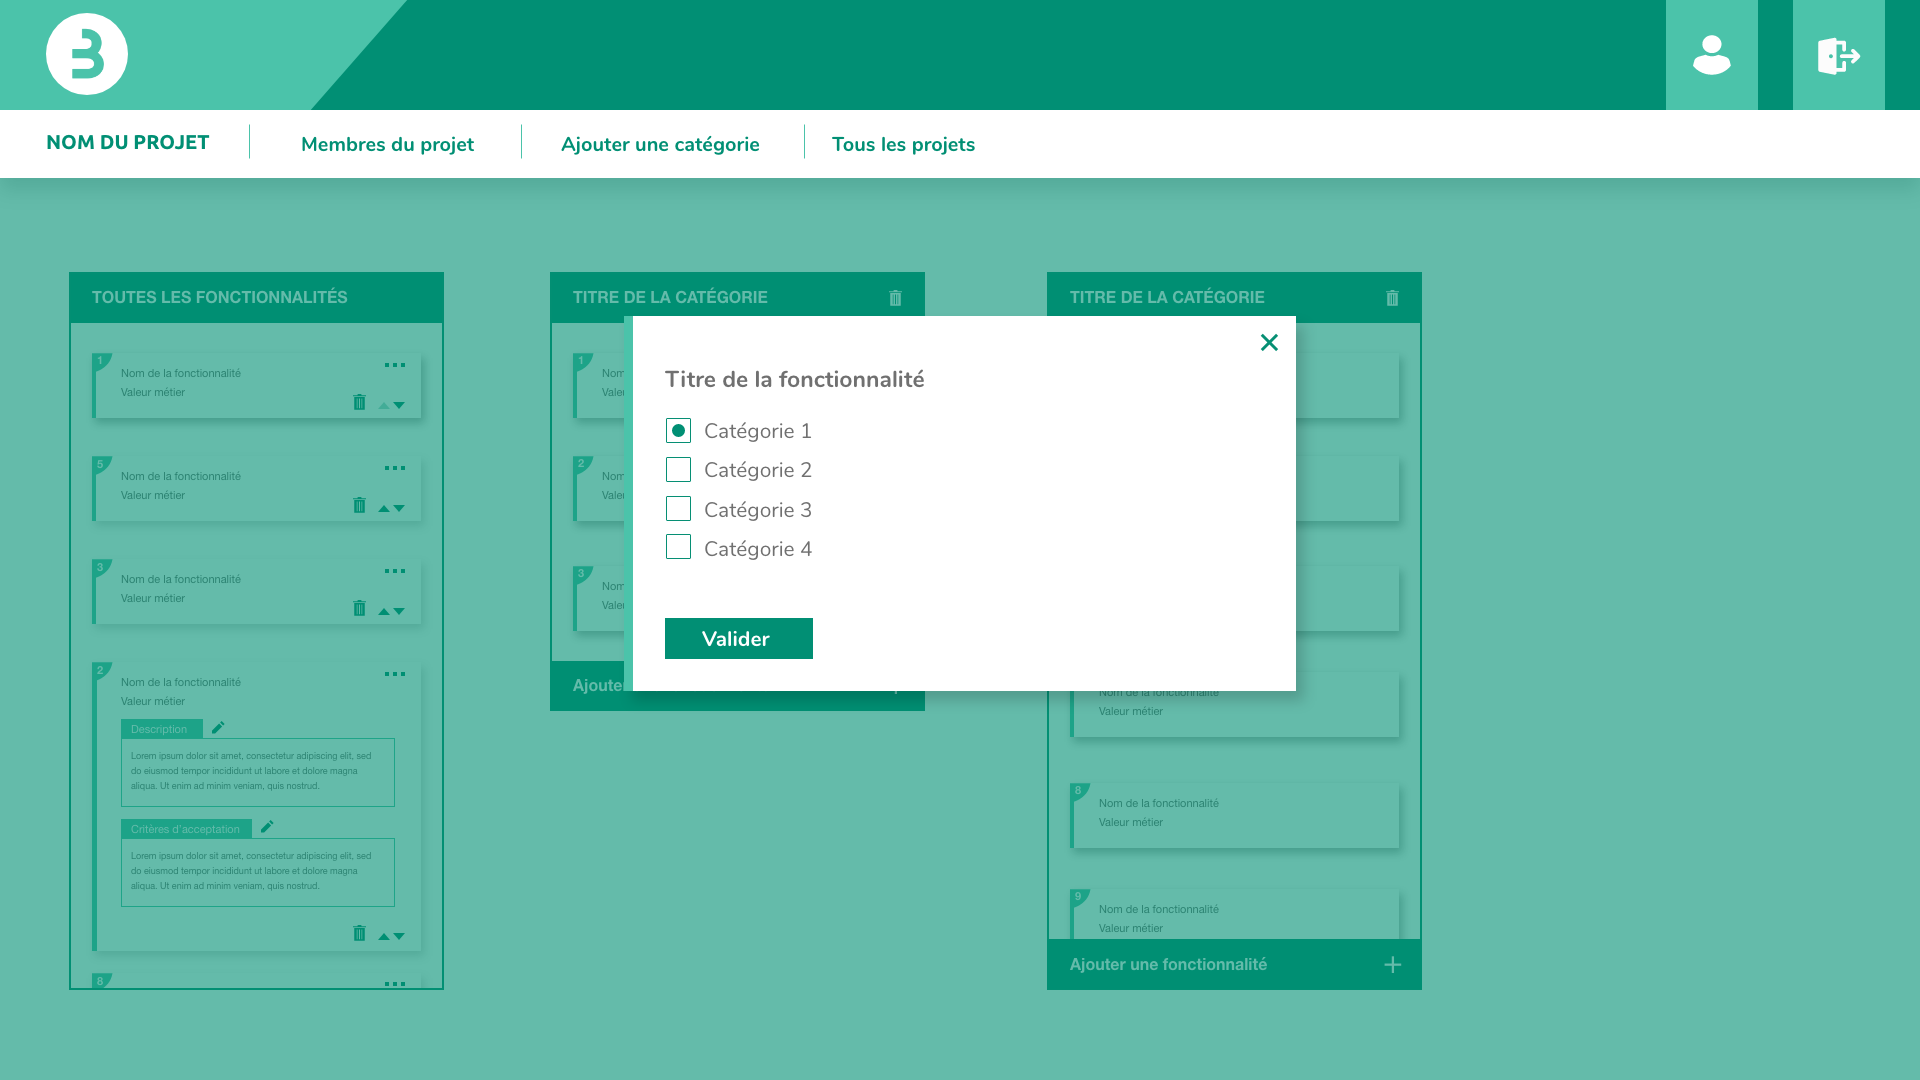 B
NOM DU PROJET
Membres du projet
Ajouter une catégorie
Tous les projets
TOUTES LES FONCTIONNALITÉS
1
Nom de la fonctionnalité
Valeur métier
5
Nom de la fonctionnalité
Valeur métier
3
Nom de la fonctionnalité
Valeur métier
2
Nom de la fonctionnalité
Valeur métier
Description
Lorem ipsum dolor sit amet, consectetur adipiscing elit, sed
do eiusmod tempor incididunt ut labore et dolore magna
aliqua. Ut enim ad minim veniam, quis nostrud.
Critères d'acceptation
Lorem ipsum dolor sit amet, consectetur adipiscing elit, sed
do eiusmod tempor incididunt ut labore et dolore magna
aliqua. Ut enim ad minim veniam, quis nostrud.
8
TITRE DE LA CATÉGORIE
1
Nom
Valeu
2
Nom
Valeu
3
Nom
Valeu
Ajouter
Titre de la fonctionnalité
Catégorie 1
Catégorie 2
Catégorie 3
Catégorie 4
Valider
TITRE DE LA CATÉGORIE
Nom de la fonctionnalité
Valeur métier
8
Nom de la fonctionnalité
Valeur métier
9
Nom de la fonctionnalité
Valeur métier
Ajouter une fonctionnalité